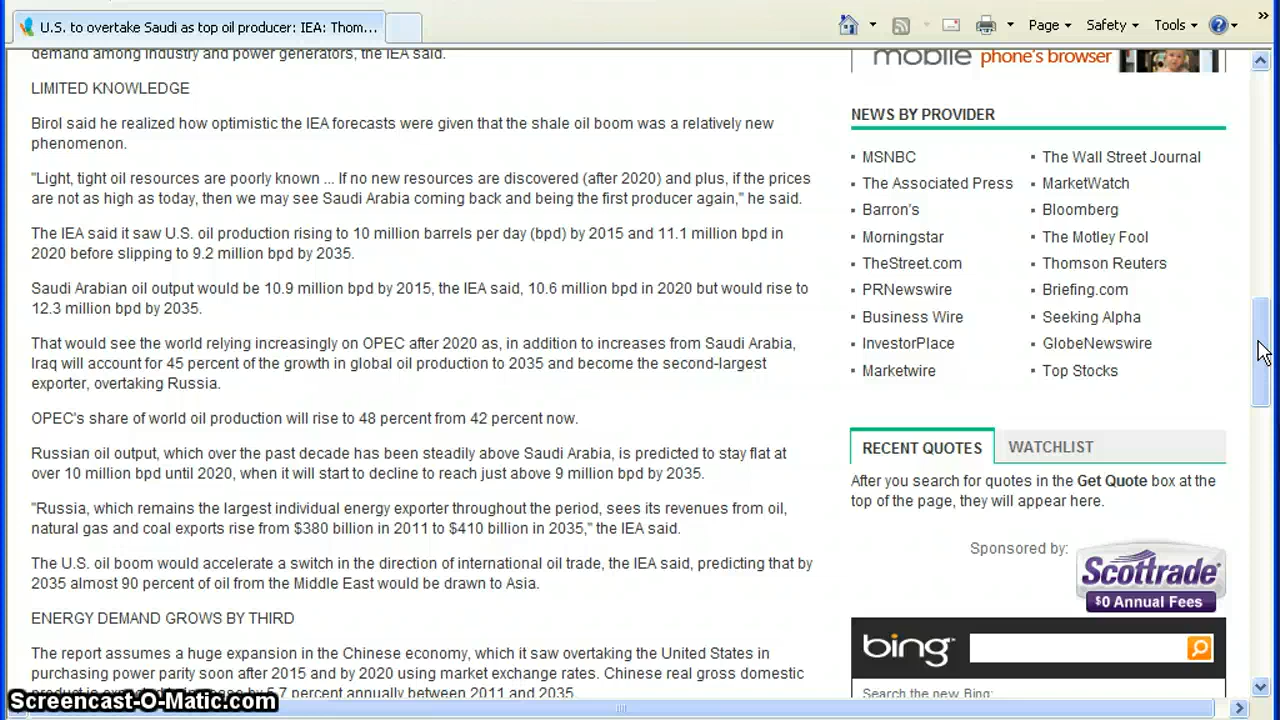 U.S. to overtake Saudi as top oil producer: IEA: Thom...
Page
Safety
Tools
demand among industry and power generators, the IEA said.
LIMITED KNOWLEDGE
Birol said he realized how optimistic the IEA forecasts were given that the shale oil boom was a relatively new
phenomenon.
"Light, tight oil resources are poorly known ... If no new resources are discovered (after 2020) and plus, if the prices
are not as high as today, then we may see Saudi Arabia coming back and being the first producer again," he said.
The IEA said it saw U.S. oil production rising to 10 million barrels per day (bpd) by 2015 and 11.1 million bpd in
2020 before slipping to 9.2 million bpd by 2035.
Saudi Arabian oil output would be 10.9 million bpd by 2015, the IEA said, 10.6 million bpd in 2020 but would rise to
12.3 million bpd by 2035.
That would see the world relying increasingly on OPEC after 2020 as, in addition to increases from Saudi Arabia,
Iraq will account for 45 percent of the growth in global oil production to 2035 and become the second-largest
exporter, overtaking Russia.
OPEC's share of world oil production will rise to 48 percent from 42 percent now.
Russian oil output, which over the past decade has been steadily above Saudi Arabia, is predicted to stay flat at
over 10 million bpd until 2020, when it will start to decline to reach just above 9 million bpd by 2035.
"Russia, which remains the largest individual energy exporter throughout the period, sees its revenues from oil,
natural gas and coal exports rise from $380 billion in 2011 to $410 billion in 2035," the IEA said.
The U.S. oil boom would accelerate a switch in the direction of international oil trade, the IEA said, predicting that by
2035 almost 90 percent of oil from the Middle East would be drawn to Asia.
ENERGY DEMAND GROWS BY THIRD
The report assumes a huge expansion in the Chinese economy, which it saw overtaking the United States in
purchasing power parity soon after 2015 and by 2020 using market exchange rates. Chinese real gross domestic
product is expected to increase by 5.7 percent annually between 2011 and 2035.
mobile phone's browser
NEWS BY PROVIDER
MSNBC
The Associated Press
Barron's
Morningstar
TheStreet.com
PRNewswire
Business Wire
InvestorPlace
Marketwire
The Wall Street Journal
MarketWatch
Bloomberg
The Motley Fool
Thomson Reuters
Briefing.com
Seeking Alpha
GlobeNewswire
Top Stocks
RECENT QUOTES
WATCHLIST
After you search for quotes in the Get Quote box at the
top of the page, they will appear here.
Sponsored by:
Scottrade
$0 Annual Fees
bing
Search the new Bing:
Screencast-O-Matic.com